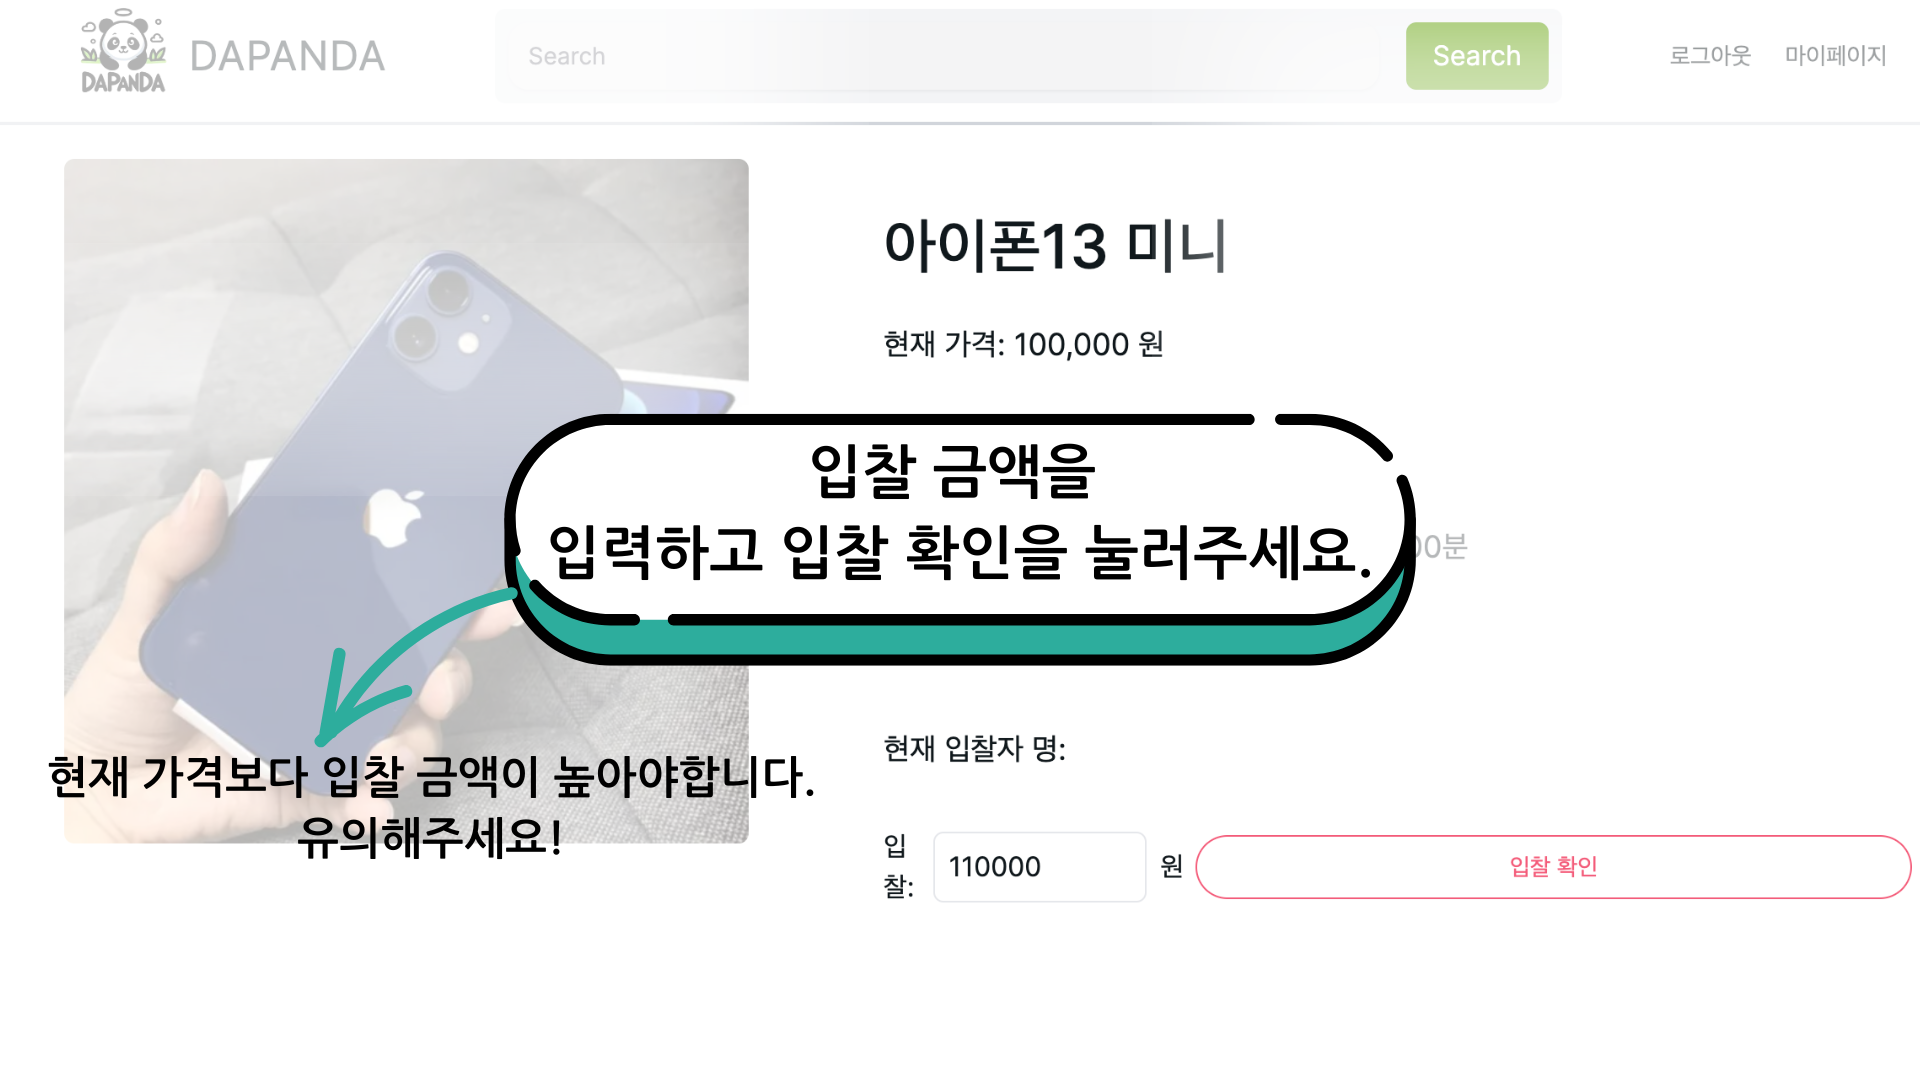 DAPANDA
DAPANDA
Search
Search
로그아웃
마이페이지
아이폰13 미니
현재 가격: 100,000 원
입찰 금액을
입력하고 입찰 확인을 눌러주세요.
00분
현재 가격보다 입찰 금액이 높아야합니다.
유의해주세요!
현재 입찰자 명:
입
찰:
110000
원
입찰 확인